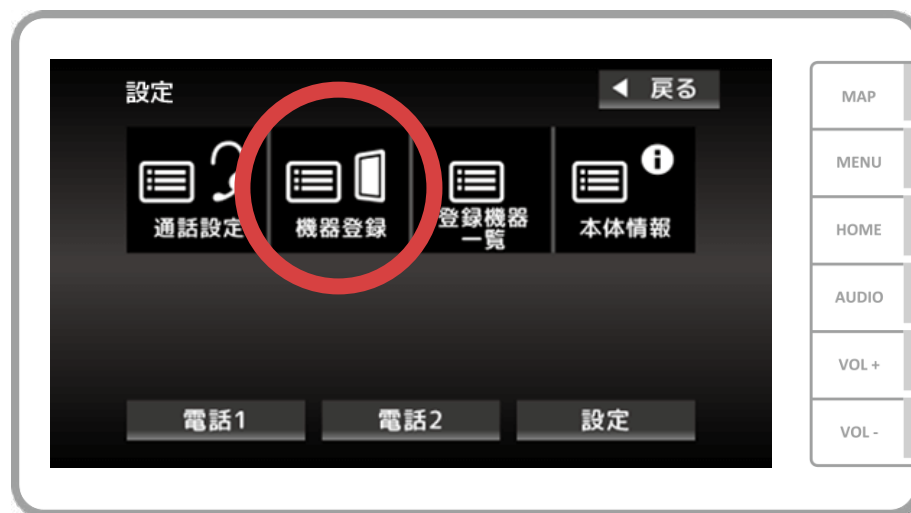 設定
◀ 戻る
通話設定
機器登録
登録機器
一覧
本体情報
電話1
電話2
設定
MAP
MENU
HOME
AUDIO
VOL +
VOL -